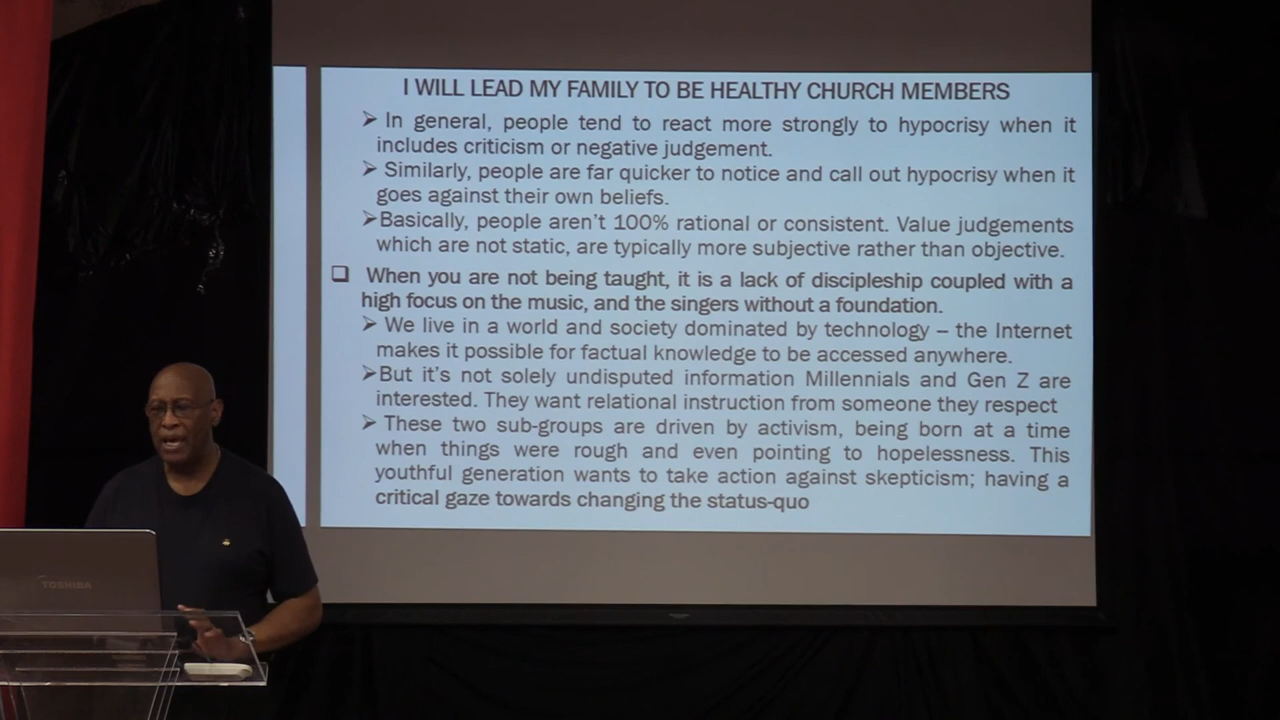 I WILL LEAD MY FAMILY TO BE HEALTHY CHURCH MEMBERS
➢ In general, people tend to react more strongly to hypocrisy when it
includes criticism or negative judgement.
➢ Similarly, people are far quicker to notice and call out hypocrisy when it
goes against their own beliefs.
➢Basically, people aren't 100% rational or consistent. Value judgements
which are not static, are typically more subjective rather than objective.
❑ When you are not being taught, it is a lack of discipleship coupled with a
high focus on the music, and the singers without a foundation.
➢ We live in a world and society dominated by technology – the Internet
makes it possible for factual knowledge to be accessed anywhere.
➢But it's not solely undisputed information Millennials and Gen Z are
interested. They want relational instruction from someone they respect
➢ These two sub-groups are driven by activism, being born at a time
when things were rough and even pointing to hopelessness. This
youthful generation wants to take action against skepticism; having a
critical gaze towards changing the status-quo
TOSHIBA